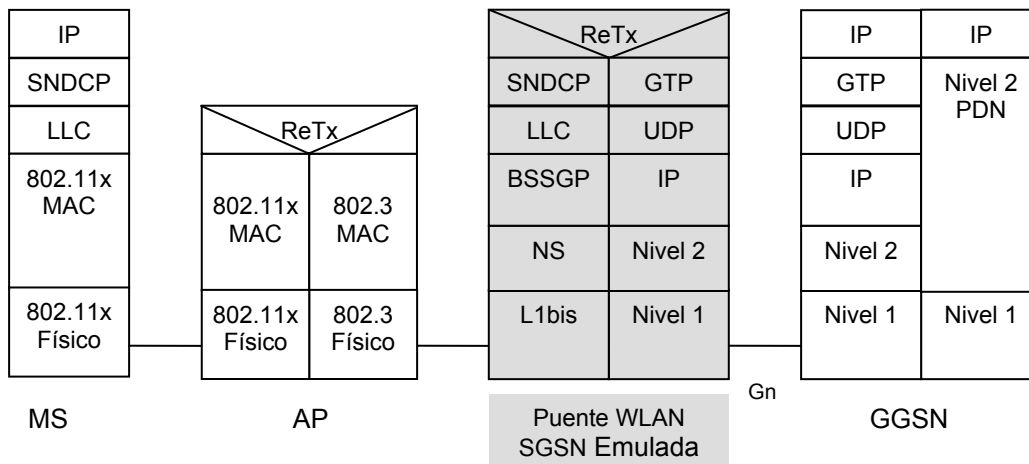 IP
SNDCP
LLC
802.11x
MAC
802.11x
Físico
MS
ReTx
802.11x
MAC
802.3
MAC
802.11x
Físico
802.3
Físico
AP
ReTx
SNDCP
GTP
LLC
UDP
BSSGP
IP
NS
Nivel 2
L1bis
Nivel 1
Puente WLAN
SGSN Emulada
Gn
IP
IP
GTP
Nivel 2
PDN
UDP
IP
Nivel 2
Nivel 1
Nivel 1
GGSN